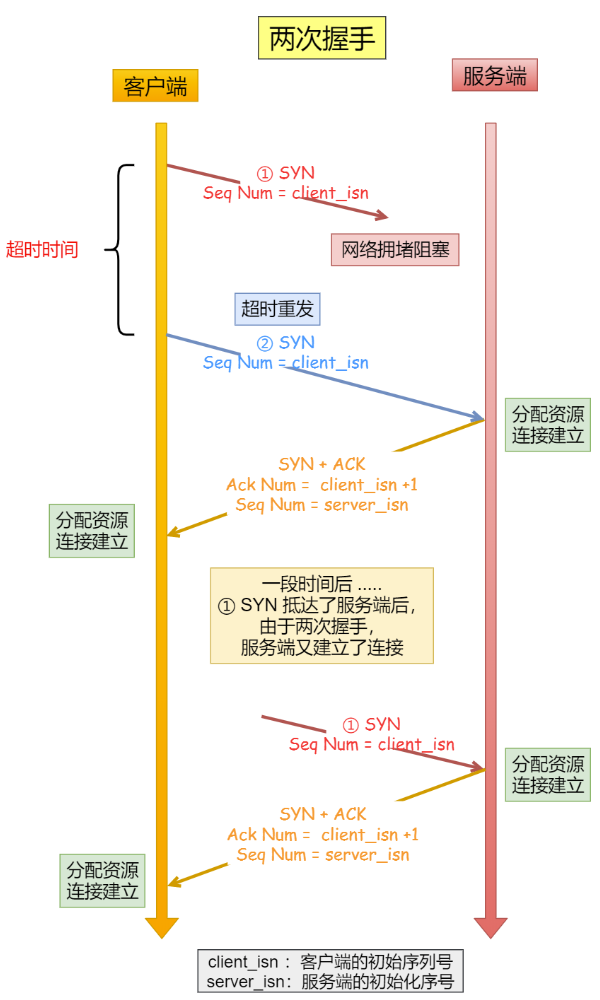 两次握手
客户端
服务端
① SYN
Seq Num = client_isn
网络拥堵阻塞
超时时间
超时重发
② SYN
Seq Num = client_isn
分配资源
连接建立
SYN + ACK
Ack Num =  client_isn +1
Seq Num = server_isn
分配资源
连接建立
一段时间后 .....
① SYN 抵达了服务端后，
由于两次握手，
服务端又建立了连接
① SYN
Seq Num = client_isn
分配资源
连接建立
SYN + ACK
Ack Num =  client_isn +1
Seq Num = server_isn
分配资源
连接建立
client_isn ：客户端的初始序列号
server_isn：服务端的初始化序号